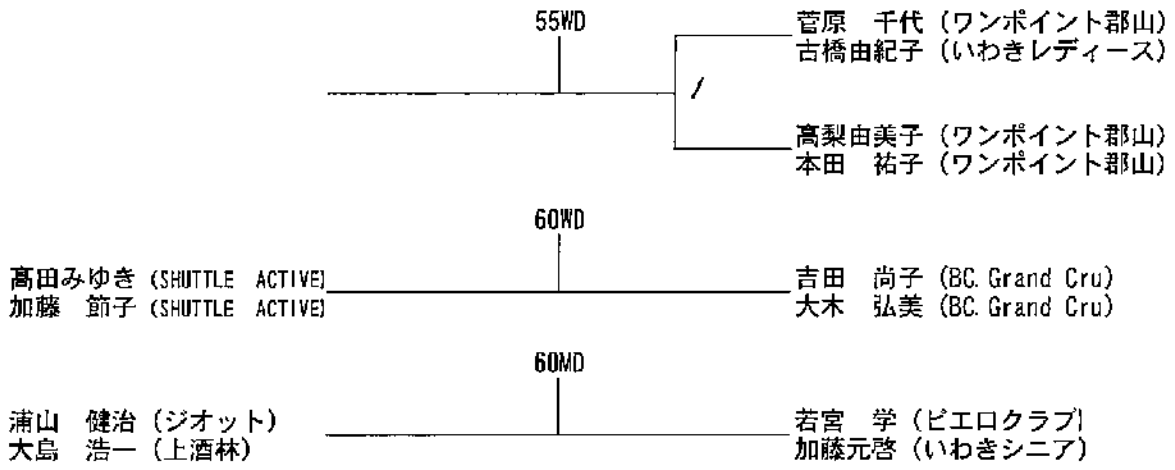 55WD
菅原　千代（ワンポイント郡山）
古橋由紀子（いわきレディース）
1
高梨由美子（ワンポイント郡山）
本田　祐子（ワンポイント郡山）
60WD
髙田みゆき（SHUTTLE ACTIVE）
加藤　節子（SHUTTLE ACTIVE）
吉田　尚子（BC. Grand Cru）
大木　弘美（BC. Grand Cru）
60MD
浦山　健治（ジオット）
大島　浩一（上酒林）
若宮　学（ピエロクラブ）
加藤元啓（いわきシニア）